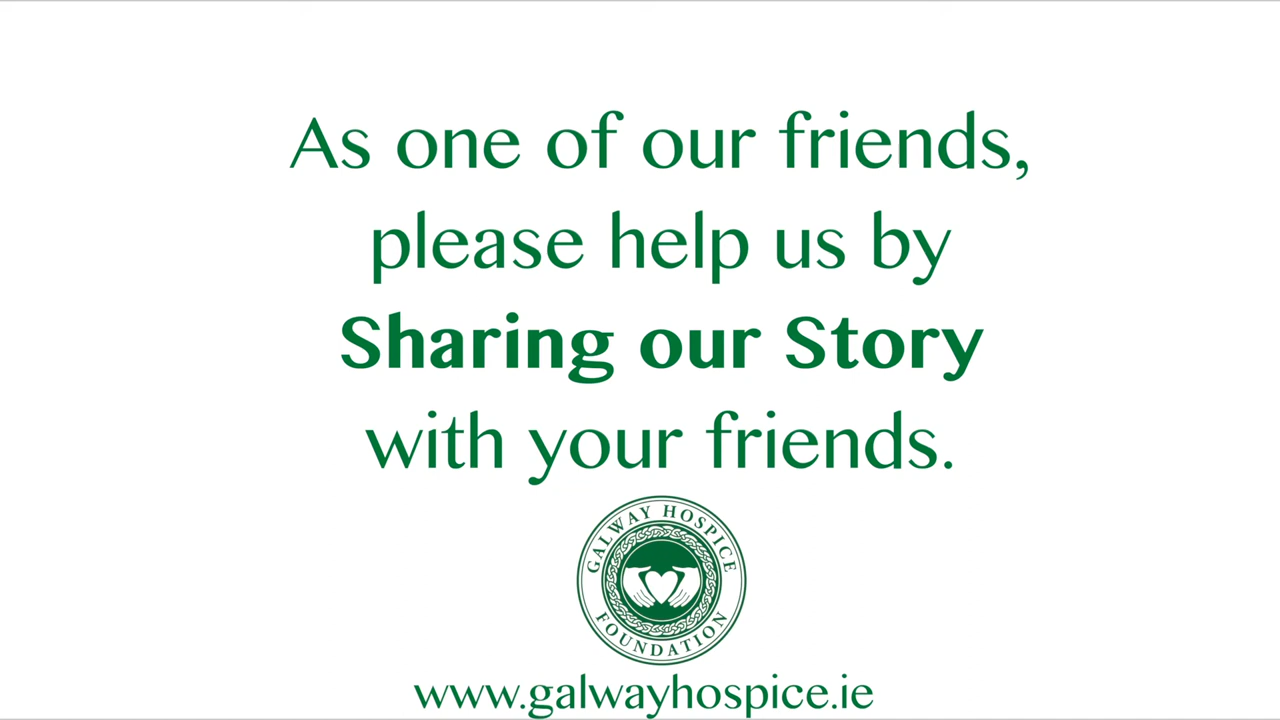 As one of our friends,
please help us by
Sharing our Story
with your friends.
GALWAY HOSPICE
FOUNDATION
www.galwayhospice.ie